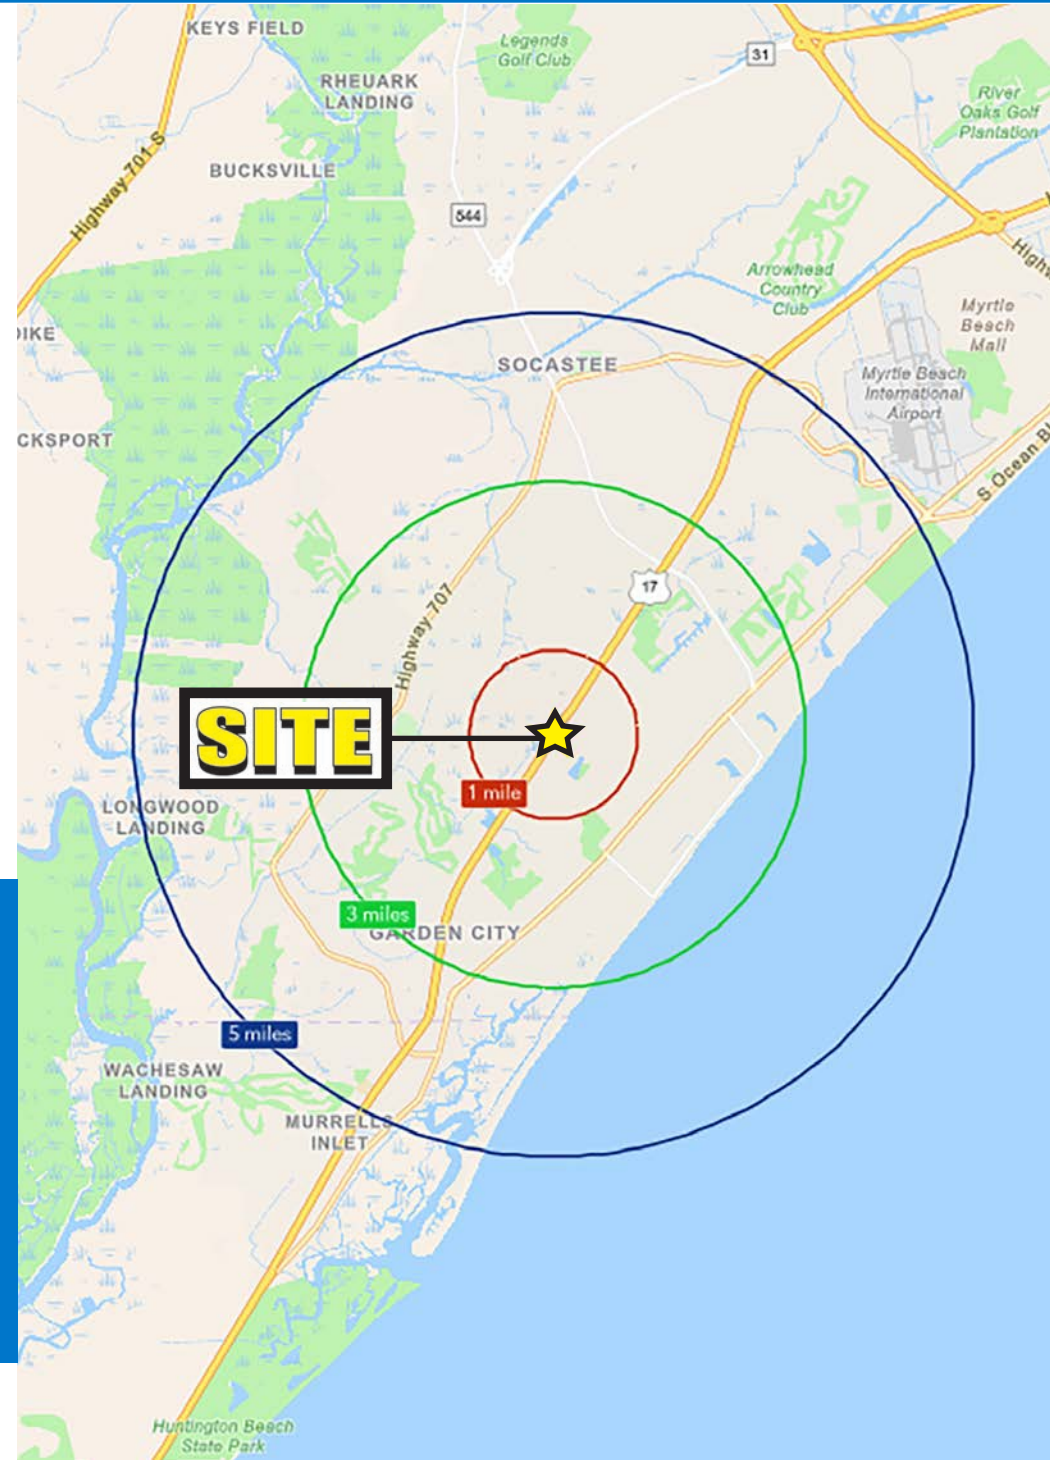 KEYS FIELD
Legends
Golf Club
31
RHEUARK
LANDING
River
Oaks Golf
Plantation
Highway 701 S
BUCKSVILLE
544
Arrowhead
Country
Club
Myrtle
Beach
Mall
SOCASTEE
Myrtle Beach
International
Airport
CKSPORT
S Ocean Bl
17
Highway 707
SITE
1 mile
LONGWOOD
LANDING
3 miles
GARDEN CITY
5 miles
WACHESAW
LANDING
MURRELLS
INLET
Huntington Beach
State Park